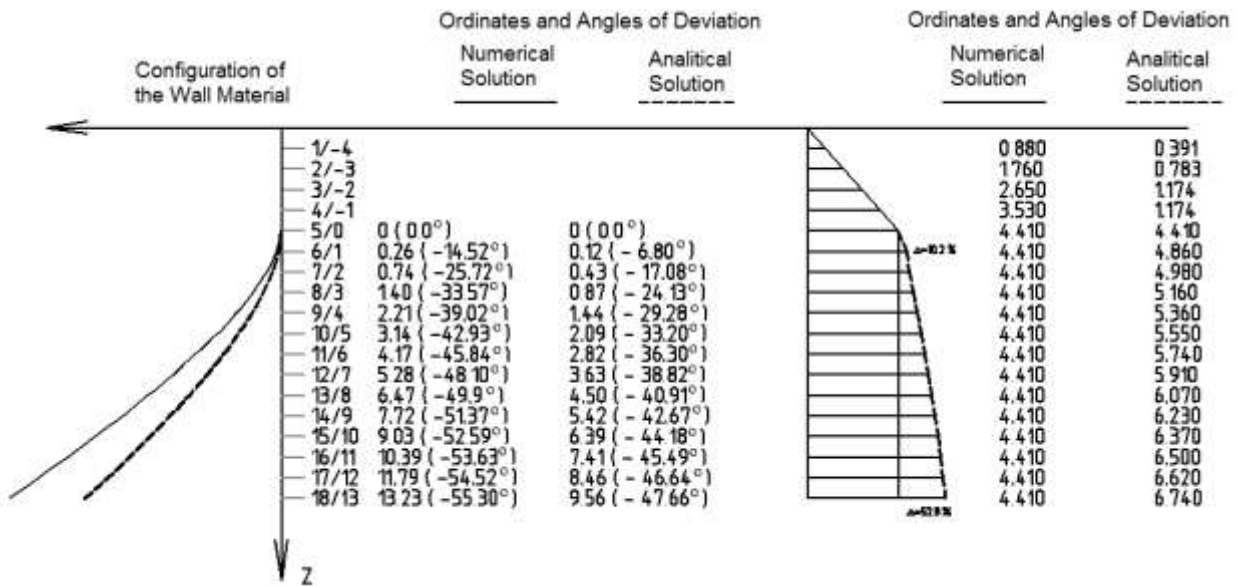 Ordinates and Angles of Deviation Ordinates and Angles of Deviation
Configuration of the Wall Material Numerical Solution Analitical Solution Numerical Solution Analitical Solution
1/-4 0.880 0.391
2/-3 1.760 0.783
3/-2 2.650 1.174
4/-1 3.530 1.174
5/0 0 (0.0°) 0 (0.0°) 4.410 4.410
6/1 0.26 (-14.52°) 0.12 (- 6.80°) Δ=10.2 % 4.410 4.860
7/2 0.74 (-25.72°) 0.43 (- 17.08°) 4.410 4.980
8/3 1.40 (-33.57°) 0.87 (- 24.13°) 4.410 5.160
9/4 2.21 (-39.02°) 1.44 (- 29.28°) 4.410 5.360
10/5 3.14 (-42.93°) 2.09 (- 33.20°) 4.410 5.550
11/6 4.17 (-45.84°) 2.82 (- 36.30°) 4.410 5.740
12/7 5.28 (-48.10°) 3.63 (- 38.82°) 4.410 5.910
13/8 6.47 (-49.9°) 4.50 (- 40.91°) 4.410 6.070
14/9 7.72 (-51.37°) 5.42 (- 42.67°) 4.410 6.230
15/10 9.03 (-52.59°) 6.39 (- 44.18°) 4.410 6.370
16/11 10.39 (-53.63°) 7.41 (- 45.49°) 4.410 6.500
17/12 11.79 (-54.52°) 8.46 (- 46.64°) 4.410 6.620
18/13 13.23 (-55.30°) 9.56 (- 47.66°) 4.410 6.740
Δ=52.8 %
Z